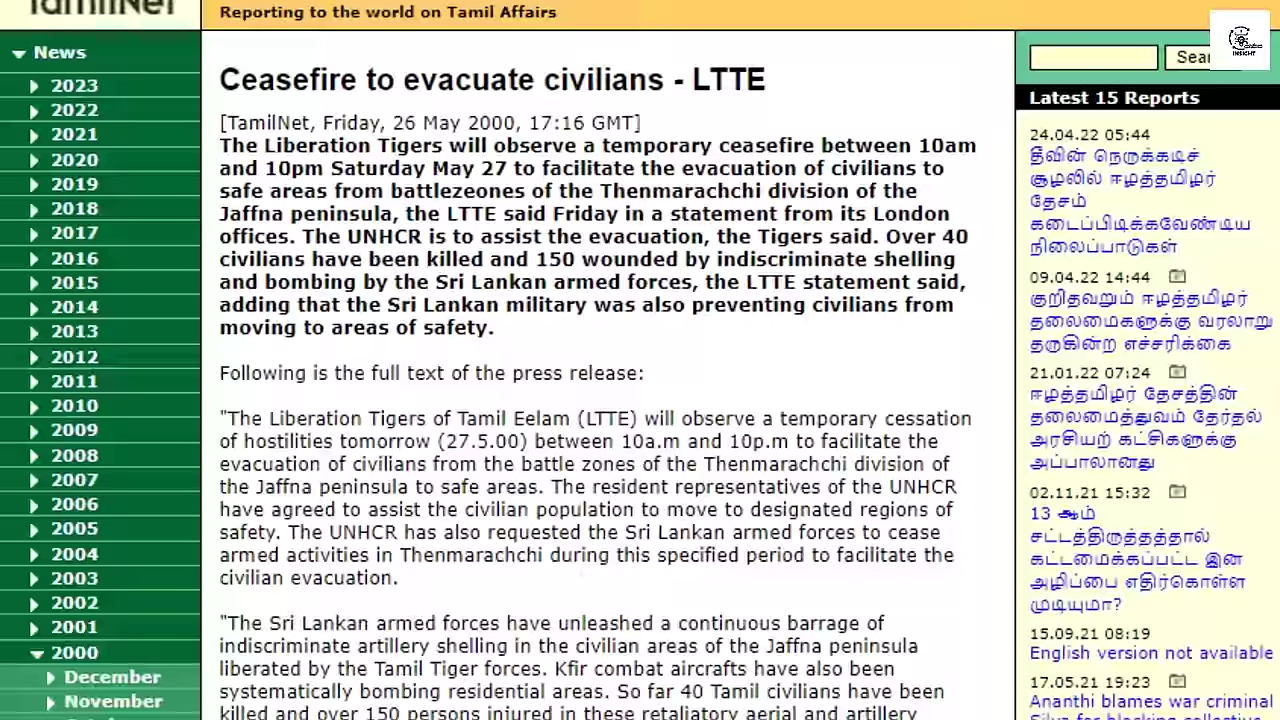 TamilNet
Reporting to the world on Tamil Affairs
News
2023
2022
2021
2020
2019
2018
2017
2016
2015
2014
2013
2012
2011
2010
2009
2008
2007
2006
2005
2004
2003
2002
2001
2000
December
November
Ceasefire to evacuate civilians - LTTE
[TamilNet, Friday, 26 May 2000, 17:16 GMT]
The Liberation Tigers will observe a temporary ceasefire between 10am
and 10pm Saturday May 27 to facilitate the evacuation of civilians to
safe areas from battlezeones of the Thenmarachchi division of the
Jaffna peninsula, the LTTE said Friday in a statement from its London
offices. The UNHCR is to assist the evacuation, the Tigers said. Over 40
civilians have been killed and 150 wounded by indiscriminate shelling
and bombing by the Sri Lankan armed forces, the LTTE statement said,
adding that the Sri Lankan military was also preventing civilians from
moving to areas of safety.
Following is the full text of the press release:
"The Liberation Tigers of Tamil Eelam (LTTE) will observe a temporary cessation
of hostilities tomorrow (27.5.00) between 10a.m and 10p.m to facilitate the
evacuation of civilians from the battle zones of the Thenmarachchi division of
the Jaffna peninsula to safe areas. The resident representatives of the UNHCR
have agreed to assist the civilian population to move to designated regions of
safety. The UNHCR has also requested the Sri Lankan armed forces to cease
armed activities in Thenmarachchi during this specified period to facilitate the
civilian evacuation.
"The Sri Lankan armed forces have unleashed a continuous barrage of
indiscriminate artillery shelling in the civilian areas of the Jaffna peninsula
liberated by the Tamil Tiger forces. Kfir combat aircrafts have also been
systematically bombing residential areas. So far 40 Tamil civilians have been
killed and over 150 persons injured in these retaliatory aerial and artillery
Sear
INSIGHT
Latest 15 Reports
24.04.22 05:44
தீவின் நெருக்கடிச்
சூழலில் ஈழத்தமிழர்
தேசம்
கடைப்பிடிக்கவேண்டிய
நிலைப்பாடுகள்
09.04.22 14:44
குறிதவறும் ஈழத்தமிழர்
தலைமைகளுக்கு வரலாறு
தருகின்ற எச்சரிக்கை
21.01.22 07:24
ஈழத்தமிழர் தேசத்தின்
தலைமைத்துவம் தேர்தல்
அரசியற் கட்சிகளுக்கு
அப்பாலானது
02.11.21 15:32
13 ஆம்
சட்டத்திருத்தத்தால்
கட்டமைக்கப்பட்ட இன
அழிப்பை எதிர்கொள்ள
முடியுமா?
15.09.21 08:19
English version not available
17.05.21 19:23
Ananthi blames war criminal